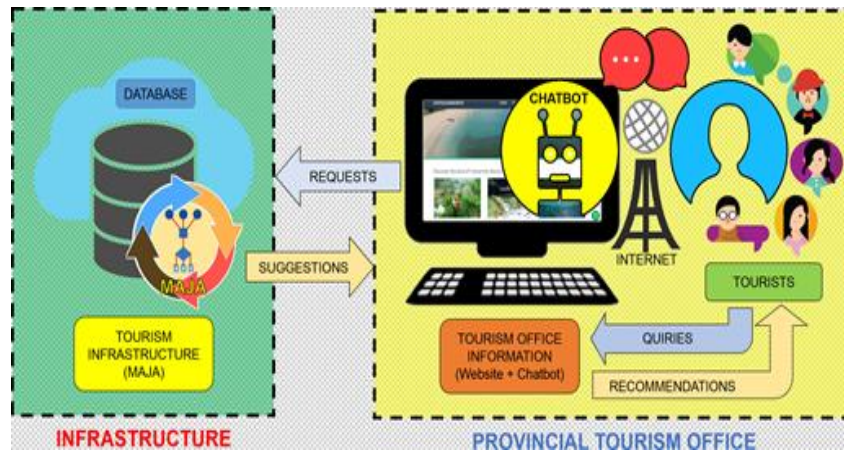 DATABASE
MAJA
TOURISM
INFRASTRUCTURE
(MAJA)
INFRASTRUCTURE
REQUESTS
SUGGESTIONS
CHATBOT
INTERNET
TOURISTS
TOURISM OFFICE
INFORMATION
(Website + Chatbot)
QUIRIES
RECOMMENDATIONS
PROVINCIAL TOURISM OFFICE